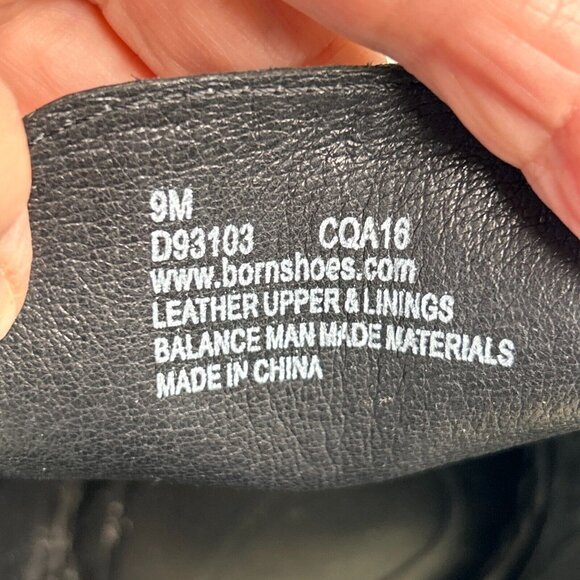 9M
D93103 CQA16
www.bornshoes.com
LEATHER UPPER & LININGS
BALANCE MAN MADE MATERIALS
MADE IN CHINA